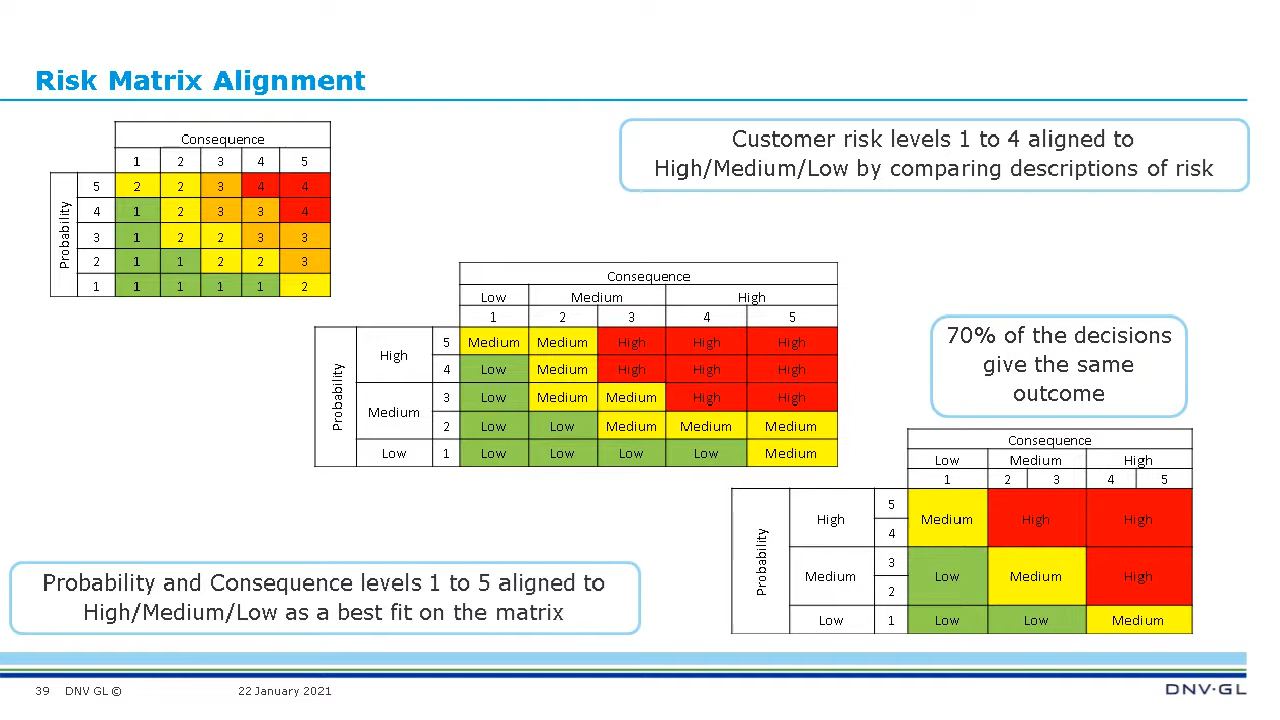 Risk Matrix Alignment
Customer risk levels 1 to 4 aligned to
High/Medium/Low by comparing descriptions of risk
Consequence
1 2 3 4 5
Probability
5 2 2 3 4 4
4 1 2 3 3 4
3 1 2 2 3 3
2 1 1 2 2 3
1 1 1 1 1 2
Consequence
Low Medium High
1 2 3 4 5
Probability
High
5 Medium Medium High High High
4 Low Medium High High High
Medium
3 Low Medium Medium High High
2 Low Low Medium Medium Medium
Low 1 Low Low Low Low Medium
70% of the decisions
give the same
outcome
Consequence
Low Medium High
1 2 3 4 5
Probability
5
High Medium High High
4
3
Medium Low Medium High
2
Low 1 Low Low Medium
Probability and Consequence levels 1 to 5 aligned to
High/Medium/Low as a best fit on the matrix
39 DNV GL © 22 January 2021
DNV·GL